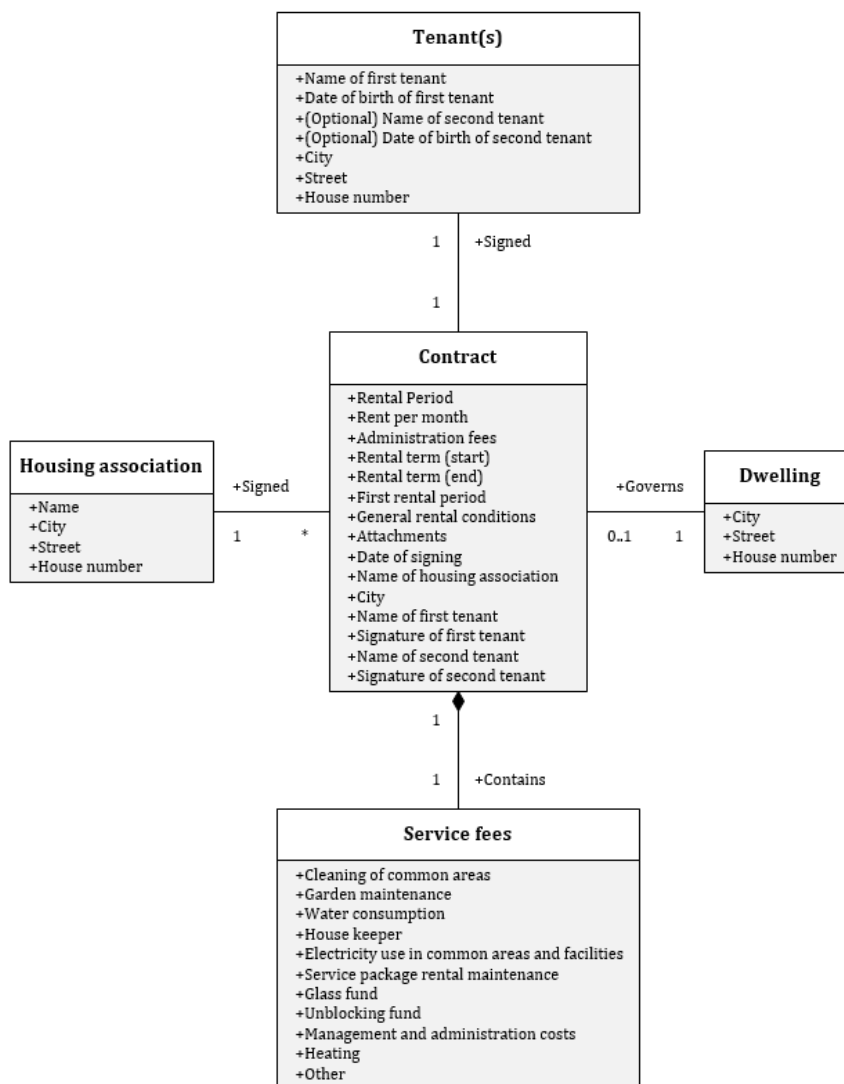 Tenant(s)
+Name of first tenant
+Date of birth of first tenant
+(Optional) Name of second tenant
+(Optional) Date of birth of second tenant
+City
+Street
+House number
1 +Signed
1
Contract
+Rental Period
+Rent per month
+Administration fees
+Rental term (start)
+Rental term (end)
+First rental period
+General rental conditions
+Attachments
+Date of signing
+Name of housing association
+City
+Name of first tenant
+Signature of first tenant
+Name of second tenant
+Signature of second tenant
Housing association
+Name
+City
+Street
+House number
+Signed
1 *
+Governs
0..1 1
Dwelling
+City
+Street
+House number
1
1 +Contains
Service fees
+Cleaning of common areas
+Garden maintenance
+Water consumption
+House keeper
+Electricity use in common areas and facilities
+Service package rental maintenance
+Glass fund
+Unblocking fund
+Management and administration costs
+Heating
+Other